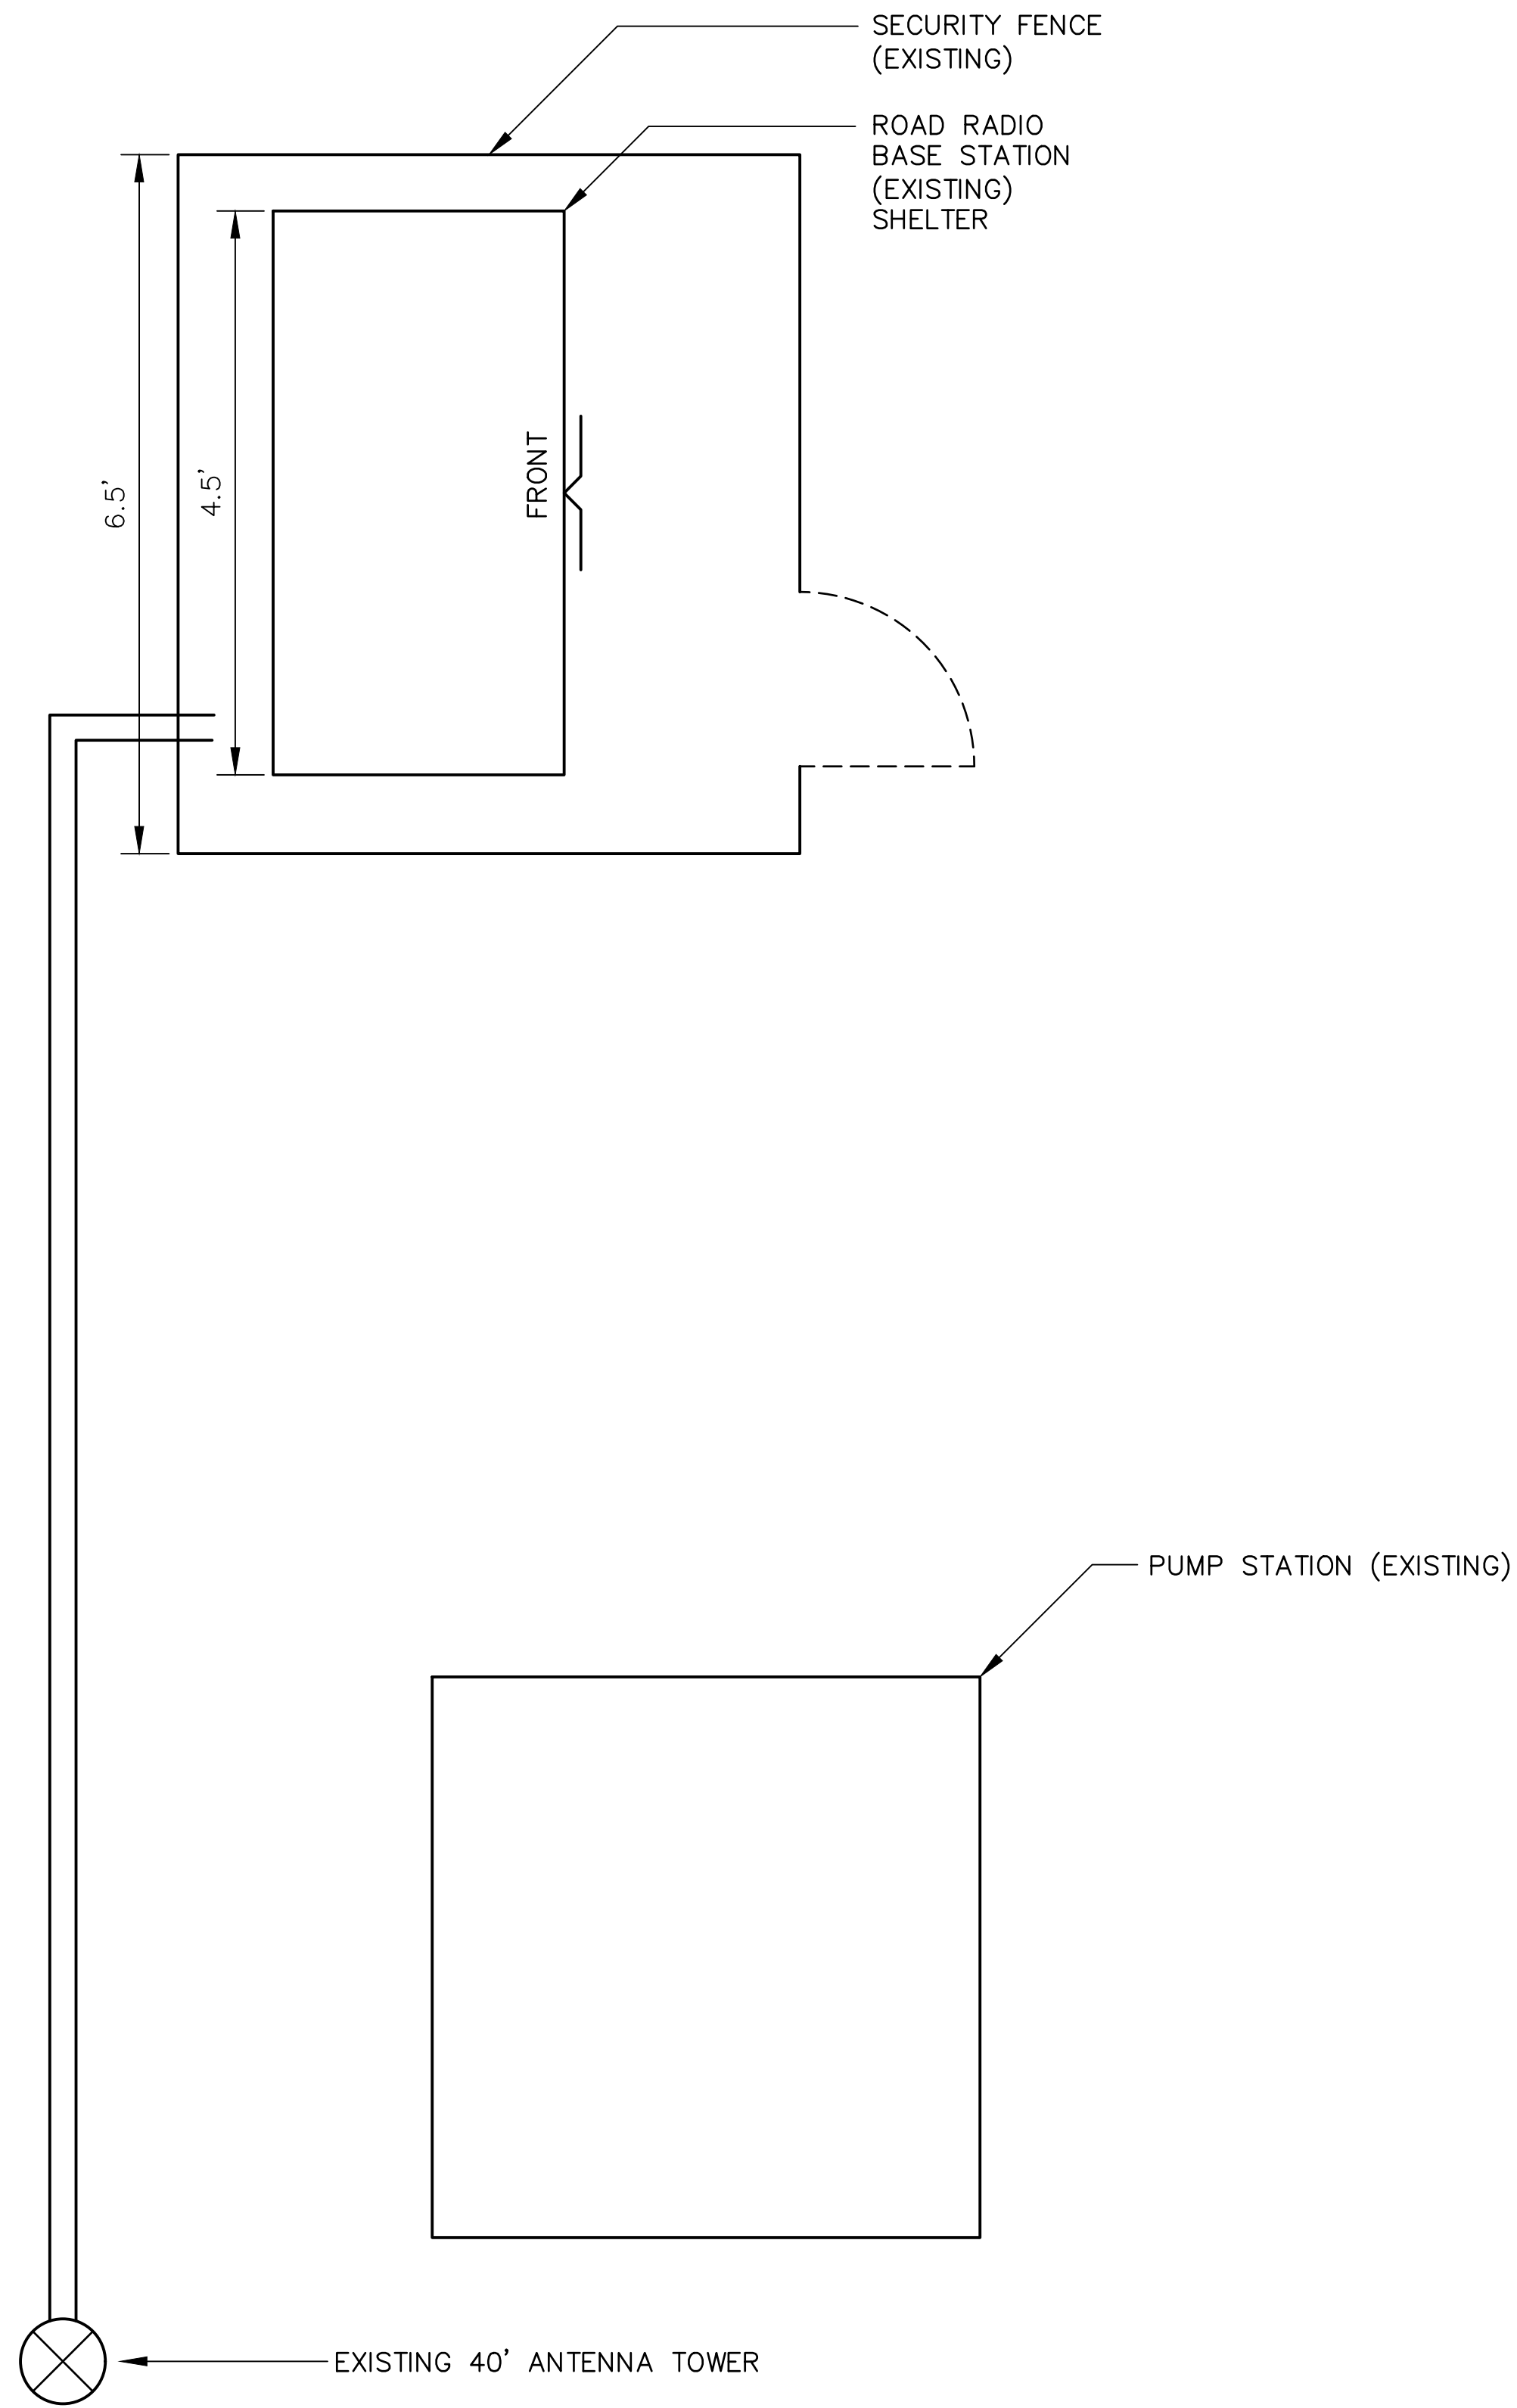 SECURITY FENCE
(EXISTING)
ROAD RADIO
BASE STATION
(EXISTING)
SHELTER
6.5'
4.5'
FRONT
PUMP STATION (EXISTING)
EXISTING 40' ANTENNA TOWER